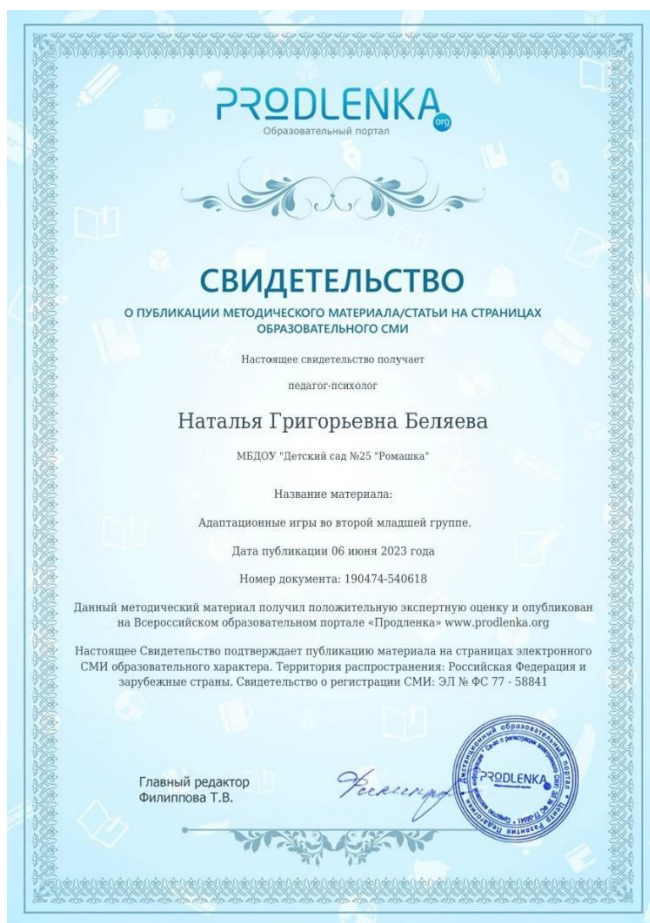 PRODLENKA
org
Образовательный портал
СВИДЕТЕЛЬСТВО
О ПУБЛИКАЦИИ МЕТОДИЧЕСКОГО МАТЕРИАЛА/СТАТЬИ НА СТРАНИЦАХ
ОБРАЗОВАТЕЛЬНОГО СМИ
Настоящее свидетельство получает
педагог-психолог
Наталья Григорьевна Беляева
МБДОУ "Детский сад №25 "Ромашка"
Название материала:
Адаптационные игры во второй младшей группе.
Дата публикации 06 июня 2023 года
Номер документа: 190474-540618
Данный методический материал получил положительную экспертную оценку и опубликован
на Всероссийском образовательном портале «Продленка» www.prodlenka.org
Настоящее Свидетельство подтверждает публикацию материала на страницах электронного
СМИ образовательного характера. Территория распространения: Российская Федерация и
зарубежные страны. Свидетельство о регистрации СМИ: ЭЛ № ФС 77 - 58841
Главный редактор
Филиппова Т.В.
PRODLENKA